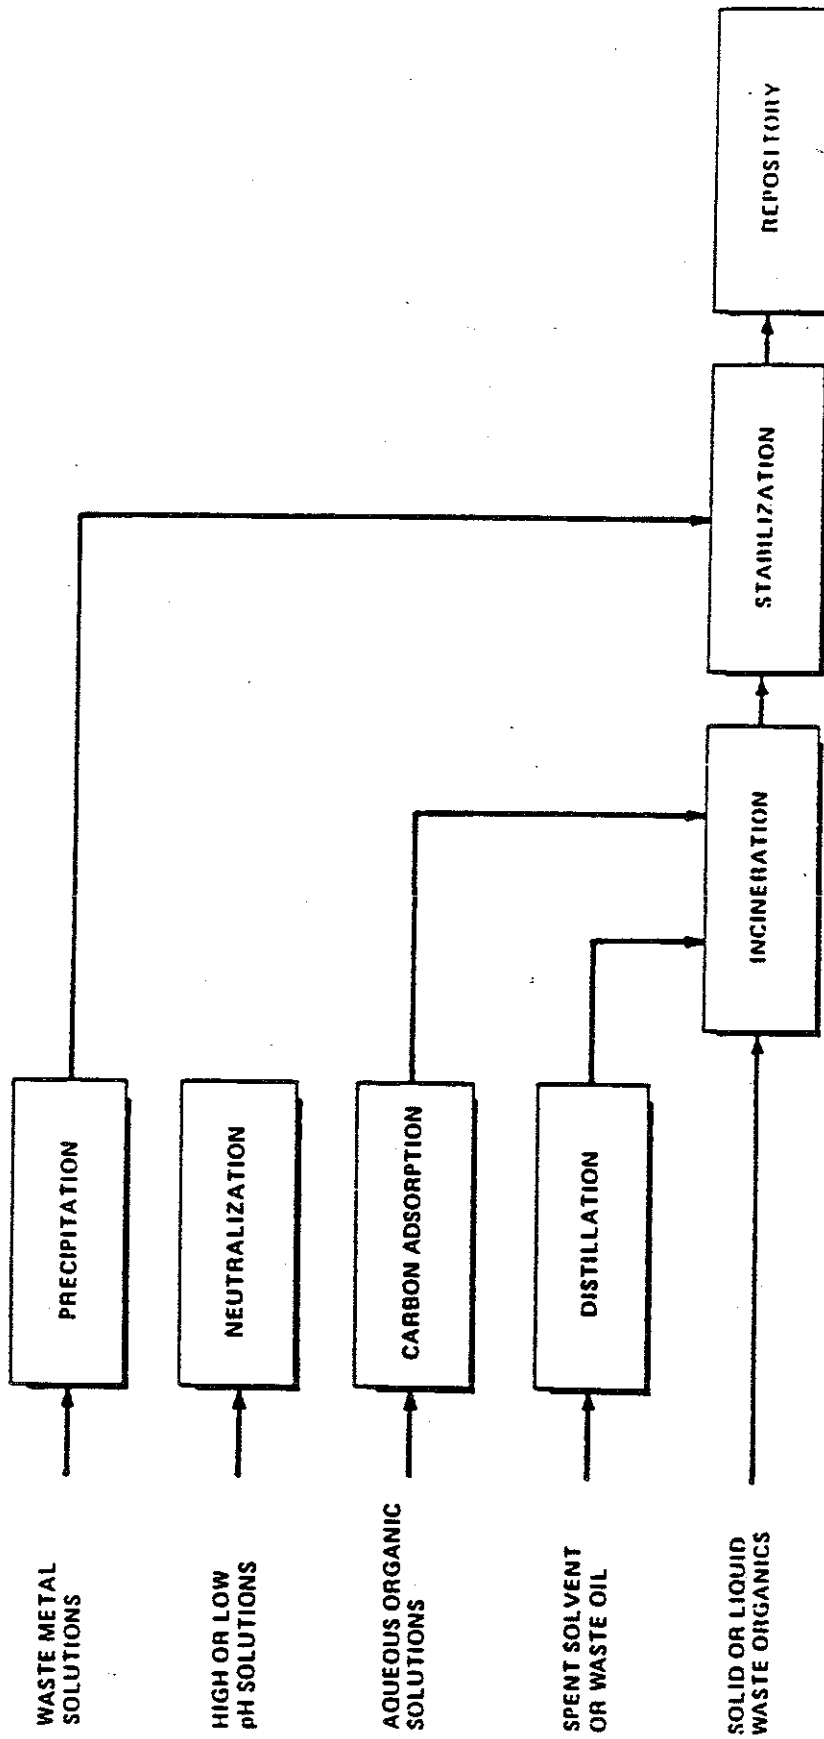 WASTE METAL
SOLUTIONS
PRECIPITATION
HIGH OR LOW
pH SOLUTIONS
NEUTRALIZATION
AQUEOUS ORGANIC
SOLUTIONS
CARBON ADSORPTION
SPENT SOLVENT
OR WASTE OIL
DISTILLATION
SOLID OR LIQUID
WASTE ORGANICS
INCINERATION
STABILIZATION
REPOSITORY